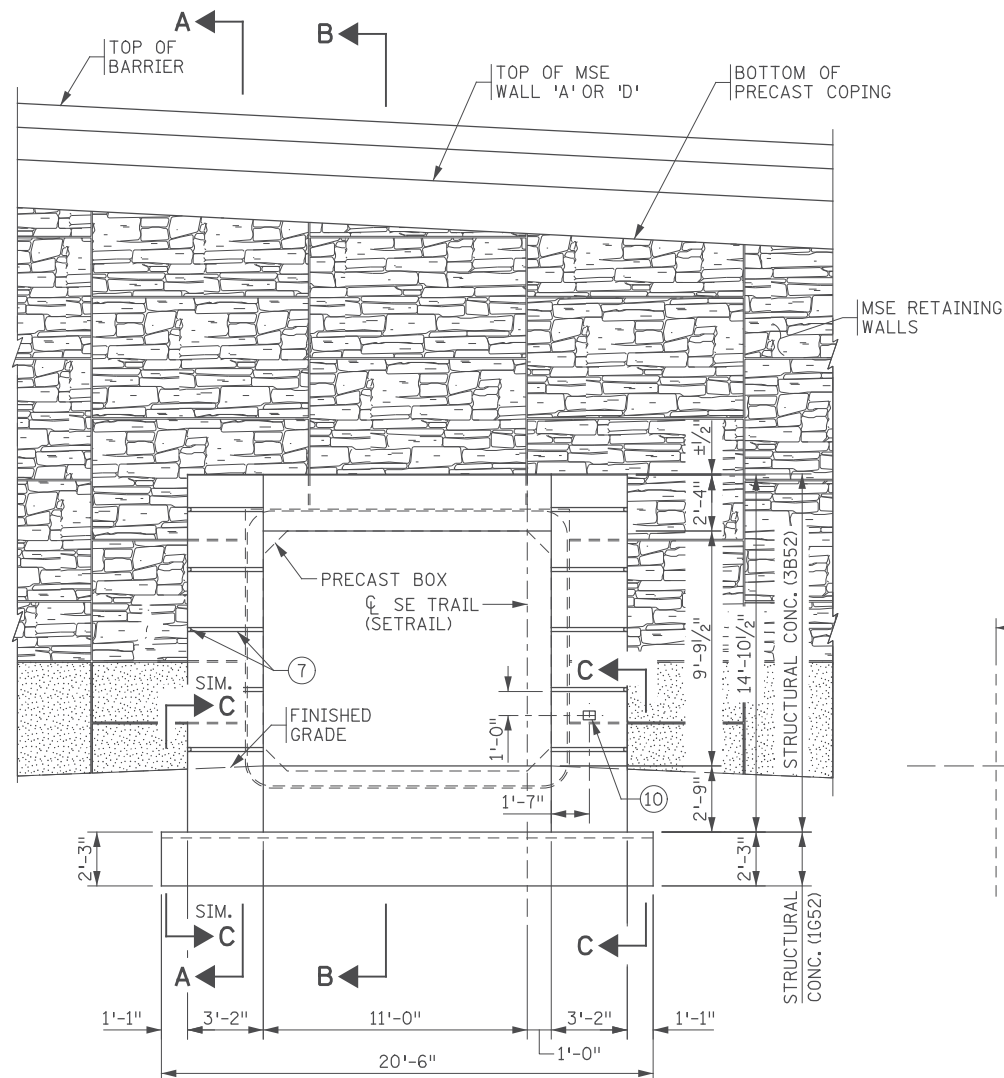 A
B
TOP OF
BARRIER
TOP OF MSE
WALL 'A' OR 'D'
BOTTOM OF
PRECAST COPING
MSE RETAINING
WALLS
±1/2
2'-4"
PRECAST BOX
℄ SE TRAIL
(SETRAIL)
9'-9 1/2"
14'-10 1/2"
STRUCTURAL CONC. (3B52)
7
SIM.
C
C
FINISHED
GRADE
1'-0"
10
1'-7"
2'-9"
2'-3"
2'-3"
STRUCTURAL
CONC. (1G52)
SIM.
C
C
A
B
1'-1"
3'-2"
11'-0"
3'-2"
1'-1"
1'-0"
20'-6"